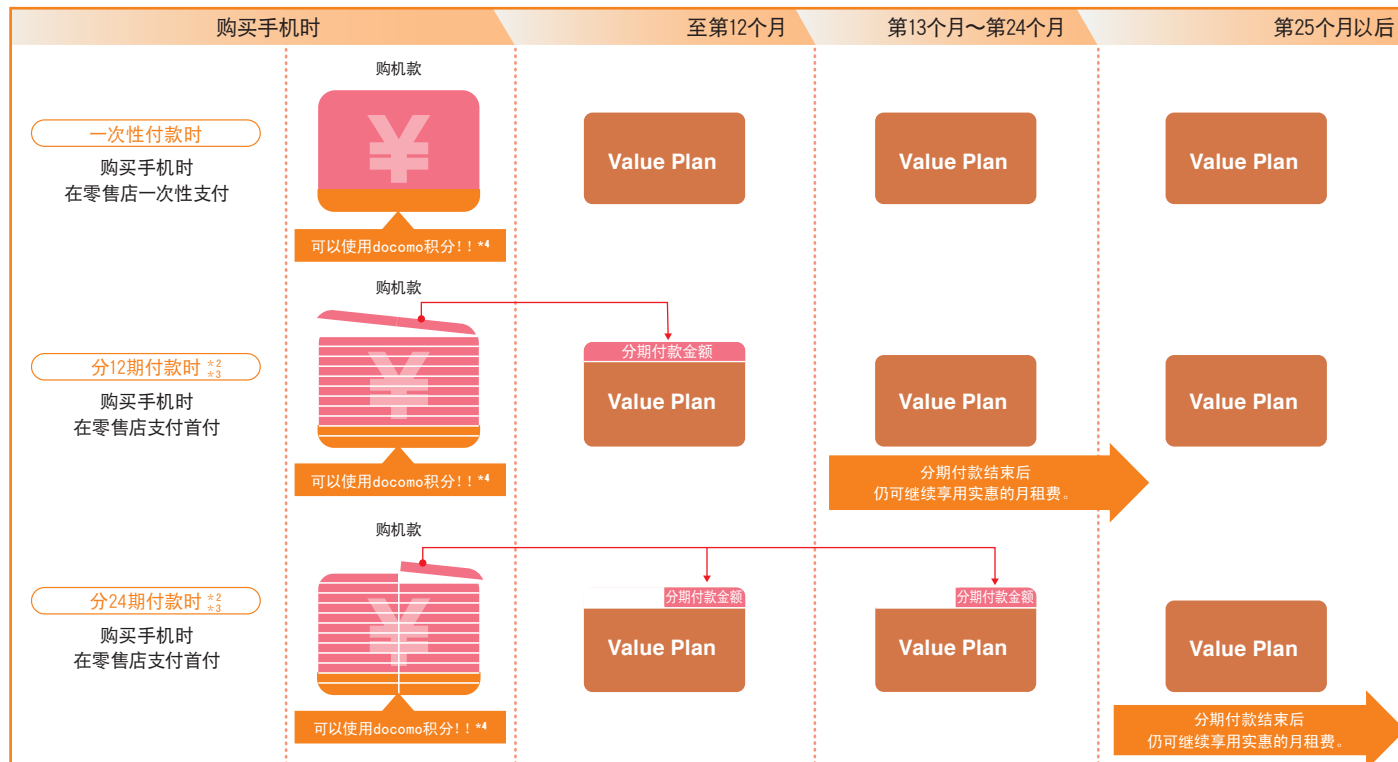 购买手机时
至第12个月
第13个月～第24个月
第25个月以后
购机款
¥
一次性付款时
购买手机时
在零售店一次性支付
Value Plan
Value Plan
Value Plan
可以使用docomo积分！！*4
购机款
¥
分12期付款时 *2 *3
购买手机时
在零售店支付首付
分期付款金额
Value Plan
Value Plan
Value Plan
可以使用docomo积分！！*4
分期付款结束后
仍可继续享用实惠的月租费。
购机款
¥
分24期付款时 *2 *3
购买手机时
在零售店支付首付
分期付款金额
Value Plan
分期付款金额
Value Plan
Value Plan
可以使用docomo积分！！*4
分期付款结束后
仍可继续享用实惠的月租费。